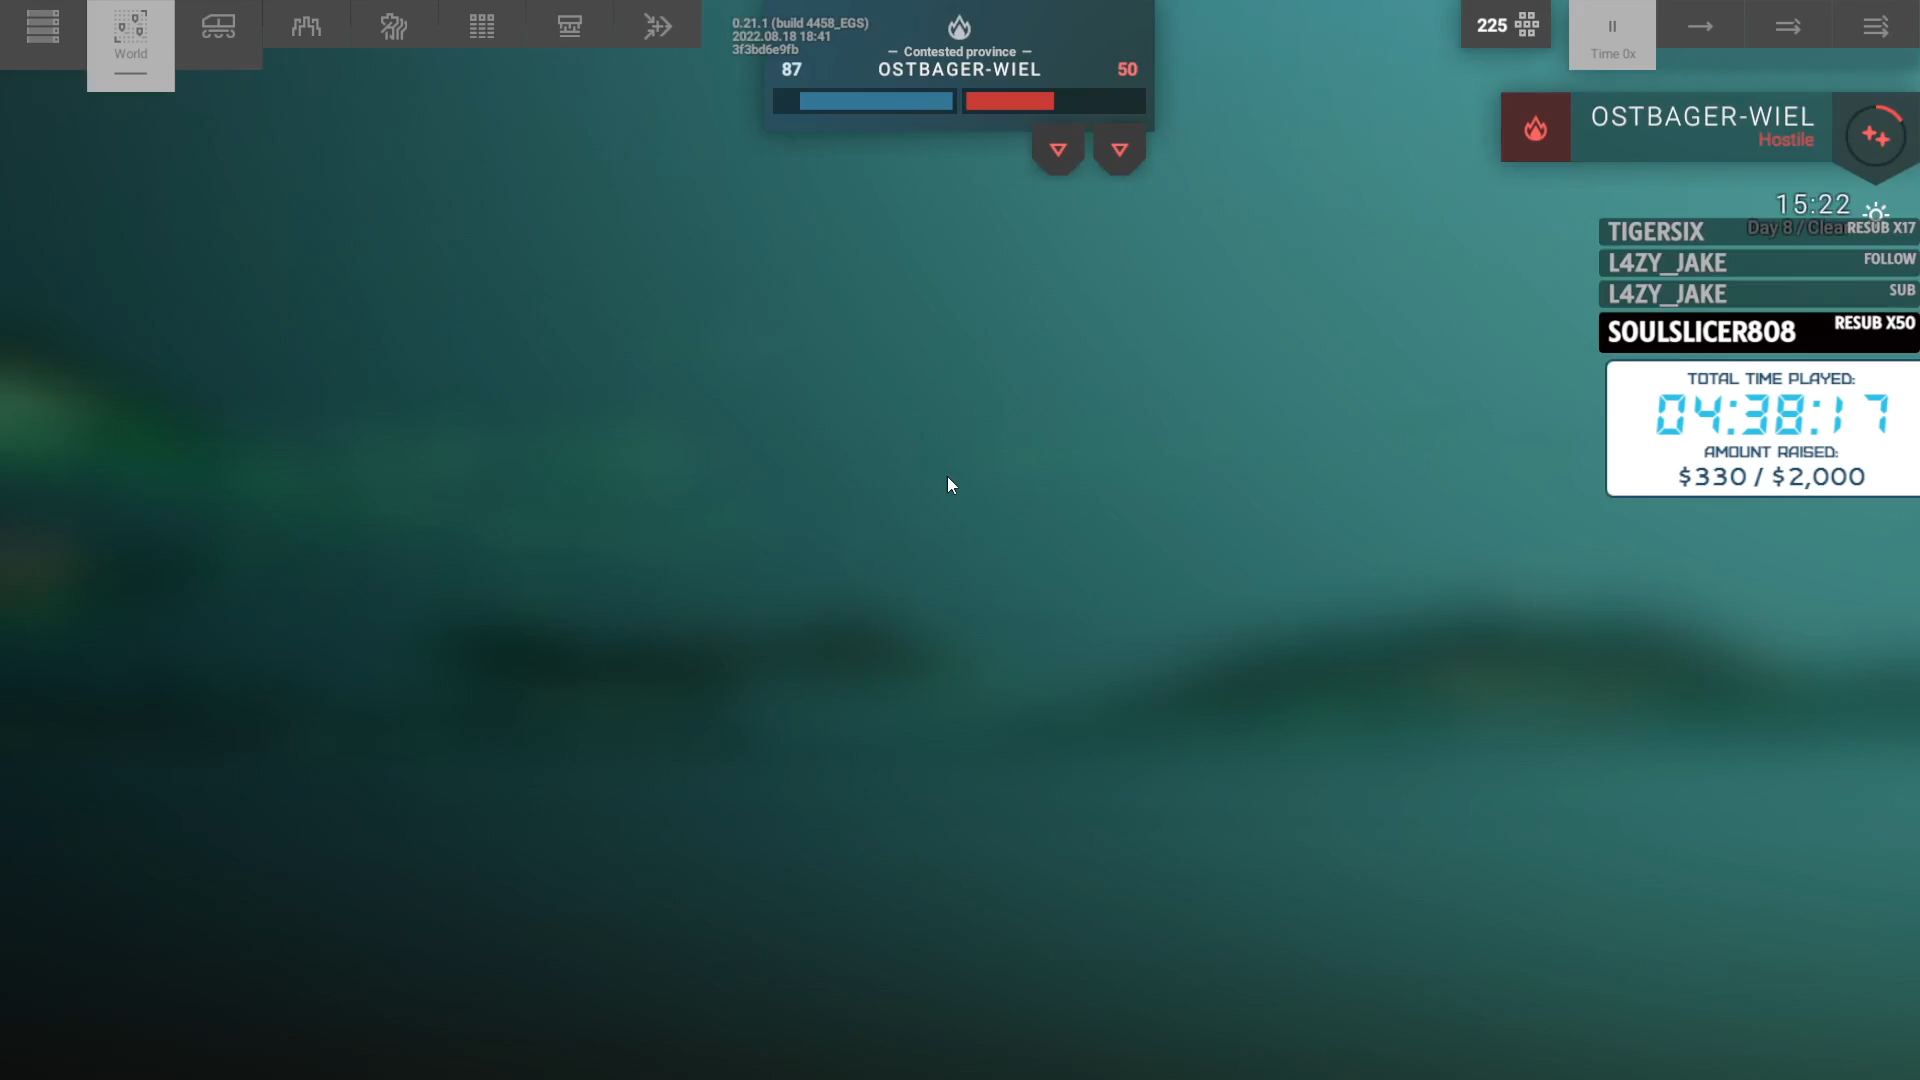 World
0.21.1 (build 4458_EGS)
2022.08.18 18:41
3f3bd6e9fb
— Contested province —
87 OSTBAGER-WIEL 50
225
Time 0x
OSTBAGER-WIEL
Hostile
15:22
Day 8 / Clear
TIGERSIX RESUB X17
L4ZY_JAKE FOLLOW
L4ZY_JAKE SUB
SOULSLICER808 RESUB X50
TOTAL TIME PLAYED:
04:38:17
AMOUNT RAISED:
$330 / $2,000